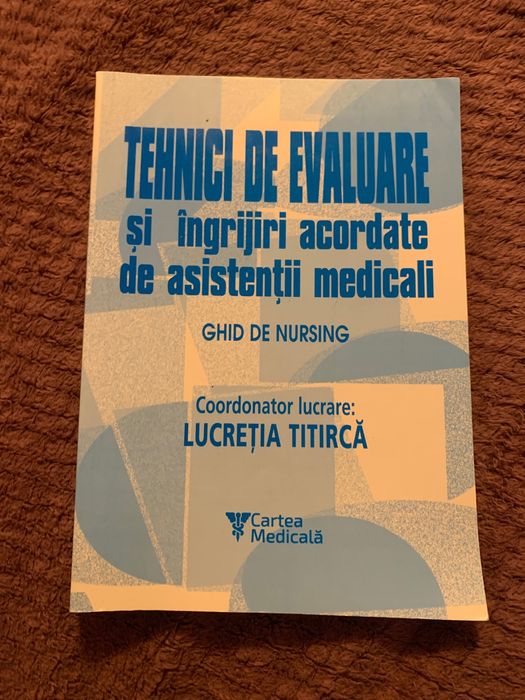 TEHNICI DE EVALUARE
și îngrijiri acordate
de asistenții medicali
GHID DE NURSING
Coordonator lucrare:
LUCREȚIA TITIRCĂ
Cartea
Medicală